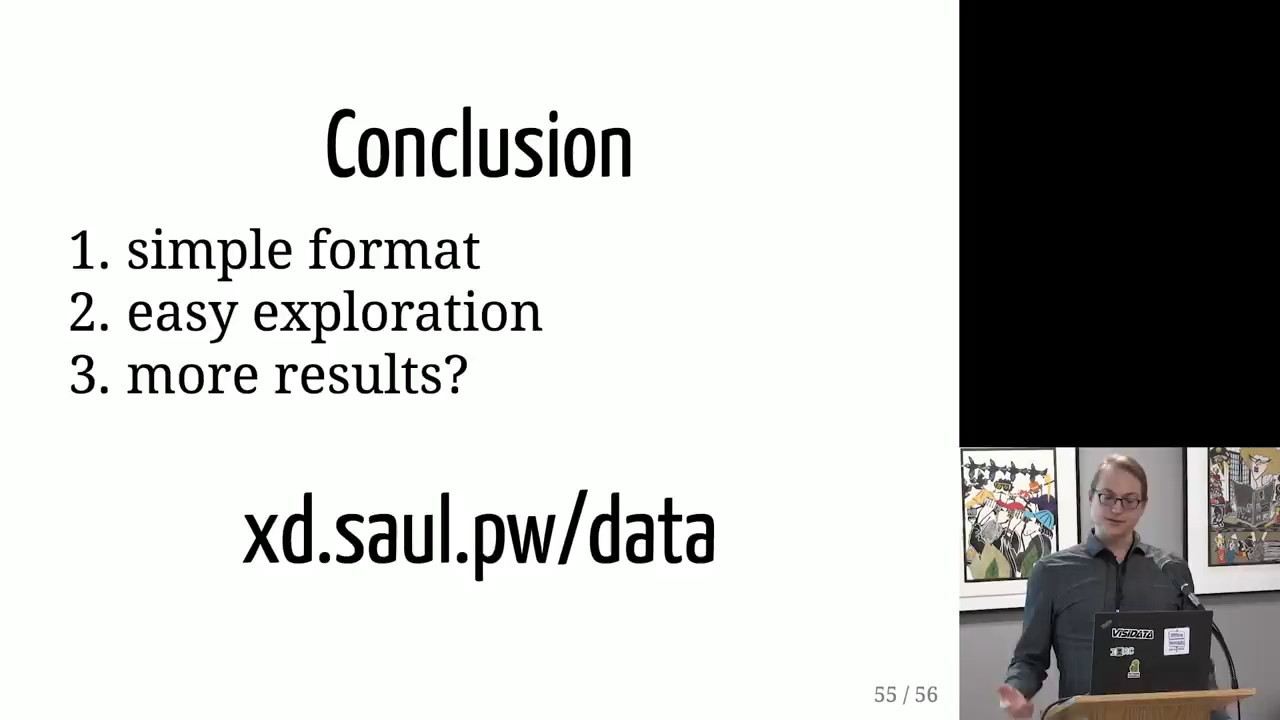 Conclusion
1. simple format
2. easy exploration
3. more results?
xd.saul.pw/data
55 / 56
VISIDATA